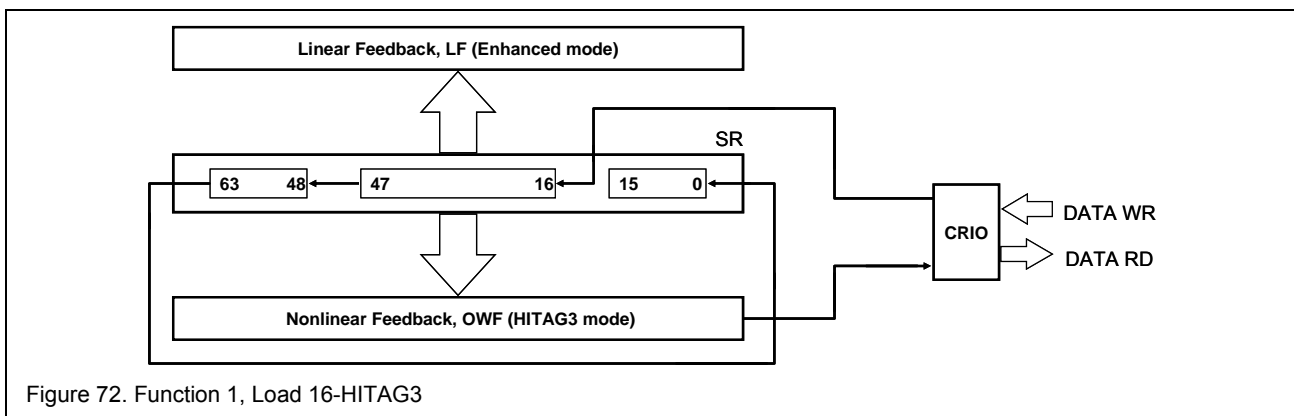 Linear Feedback, LF (Enhanced mode)
SR
63 48 47 16 15 0
CRIO
DATA WR
DATA RD
Nonlinear Feedback, OWF (HITAG3 mode)
Figure 72. Function 1, Load 16-HITAG3